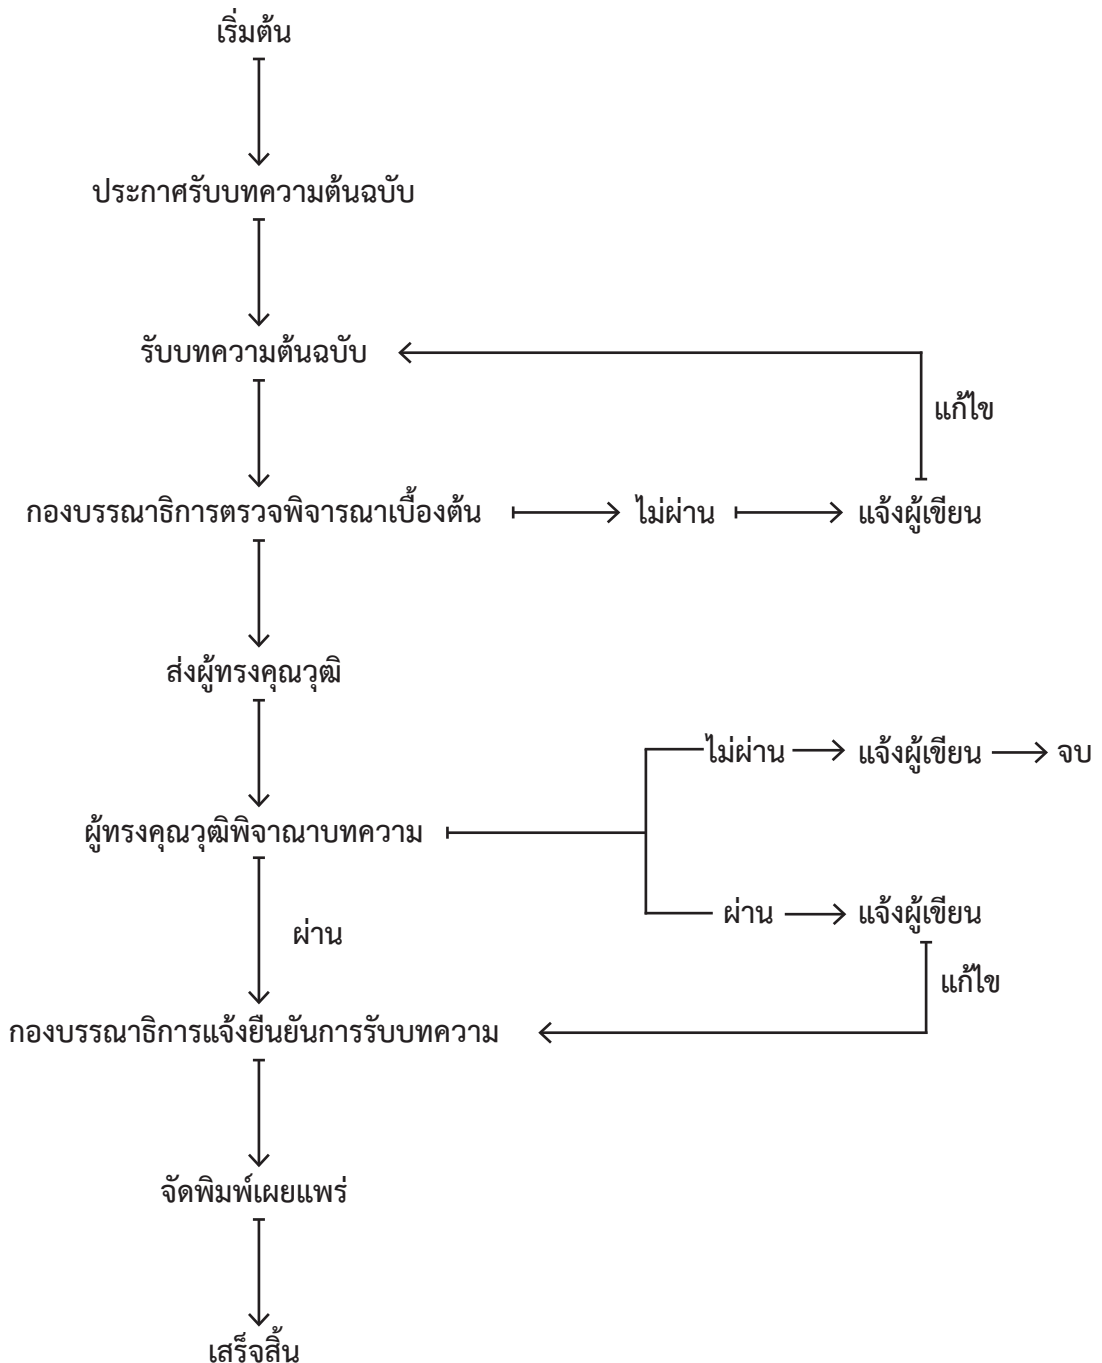 เริ่มต้น
ประกาศรับบทความต้นฉบับ
รับบทความต้นฉบับ
แก้ไข
กองบรรณาธิการตรวจพิจารณาเบื้องต้น ไม่ผ่าน แจ้งผู้เขียน
ส่งผู้ทรงคุณวุฒิ
ไม่ผ่าน แจ้งผู้เขียน จบ
ผู้ทรงคุณวุฒิพิจาณาบทความ
ผ่าน แจ้งผู้เขียน
ผ่าน
แก้ไข
กองบรรณาธิการแจ้งยืนยันการรับบทความ
จัดพิมพ์เผยแพร่
เสร็จสิ้น